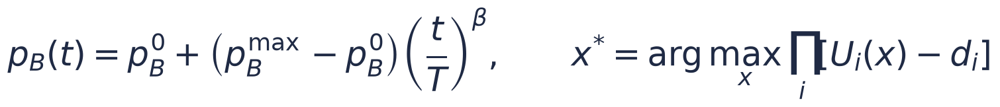 p_B(t) = p_B^0 + (p_B^max − p_B^0)(t/T)^β, x* = arg max_x ∏_i [U_i(x) − d_i]